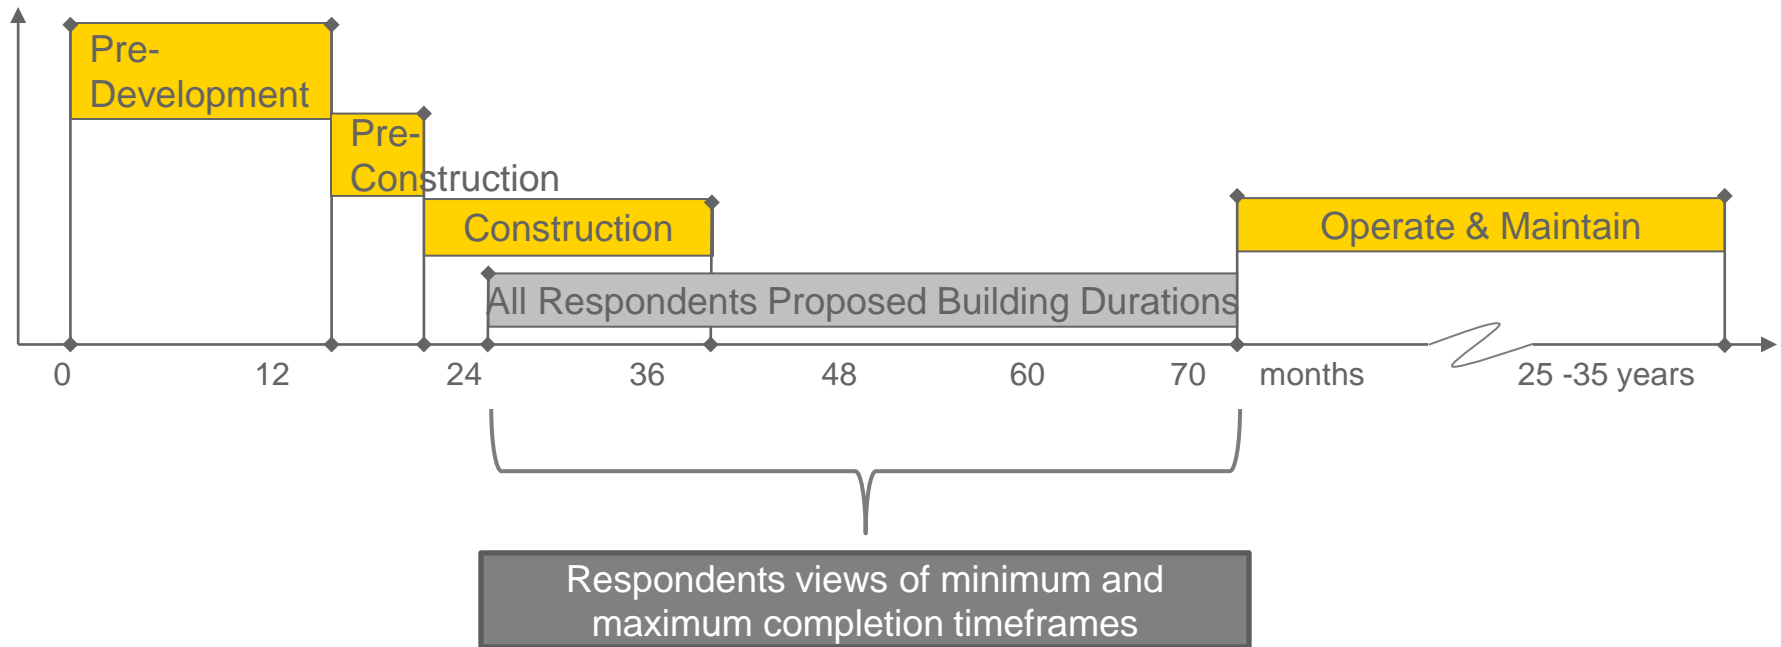 Pre-
Development
Pre-
Construction
Construction
Operate & Maintain
All Respondents Proposed Building Durations
0 12 24 36 48 60 70 months 25 -35 years
Respondents views of minimum and
maximum completion timeframes